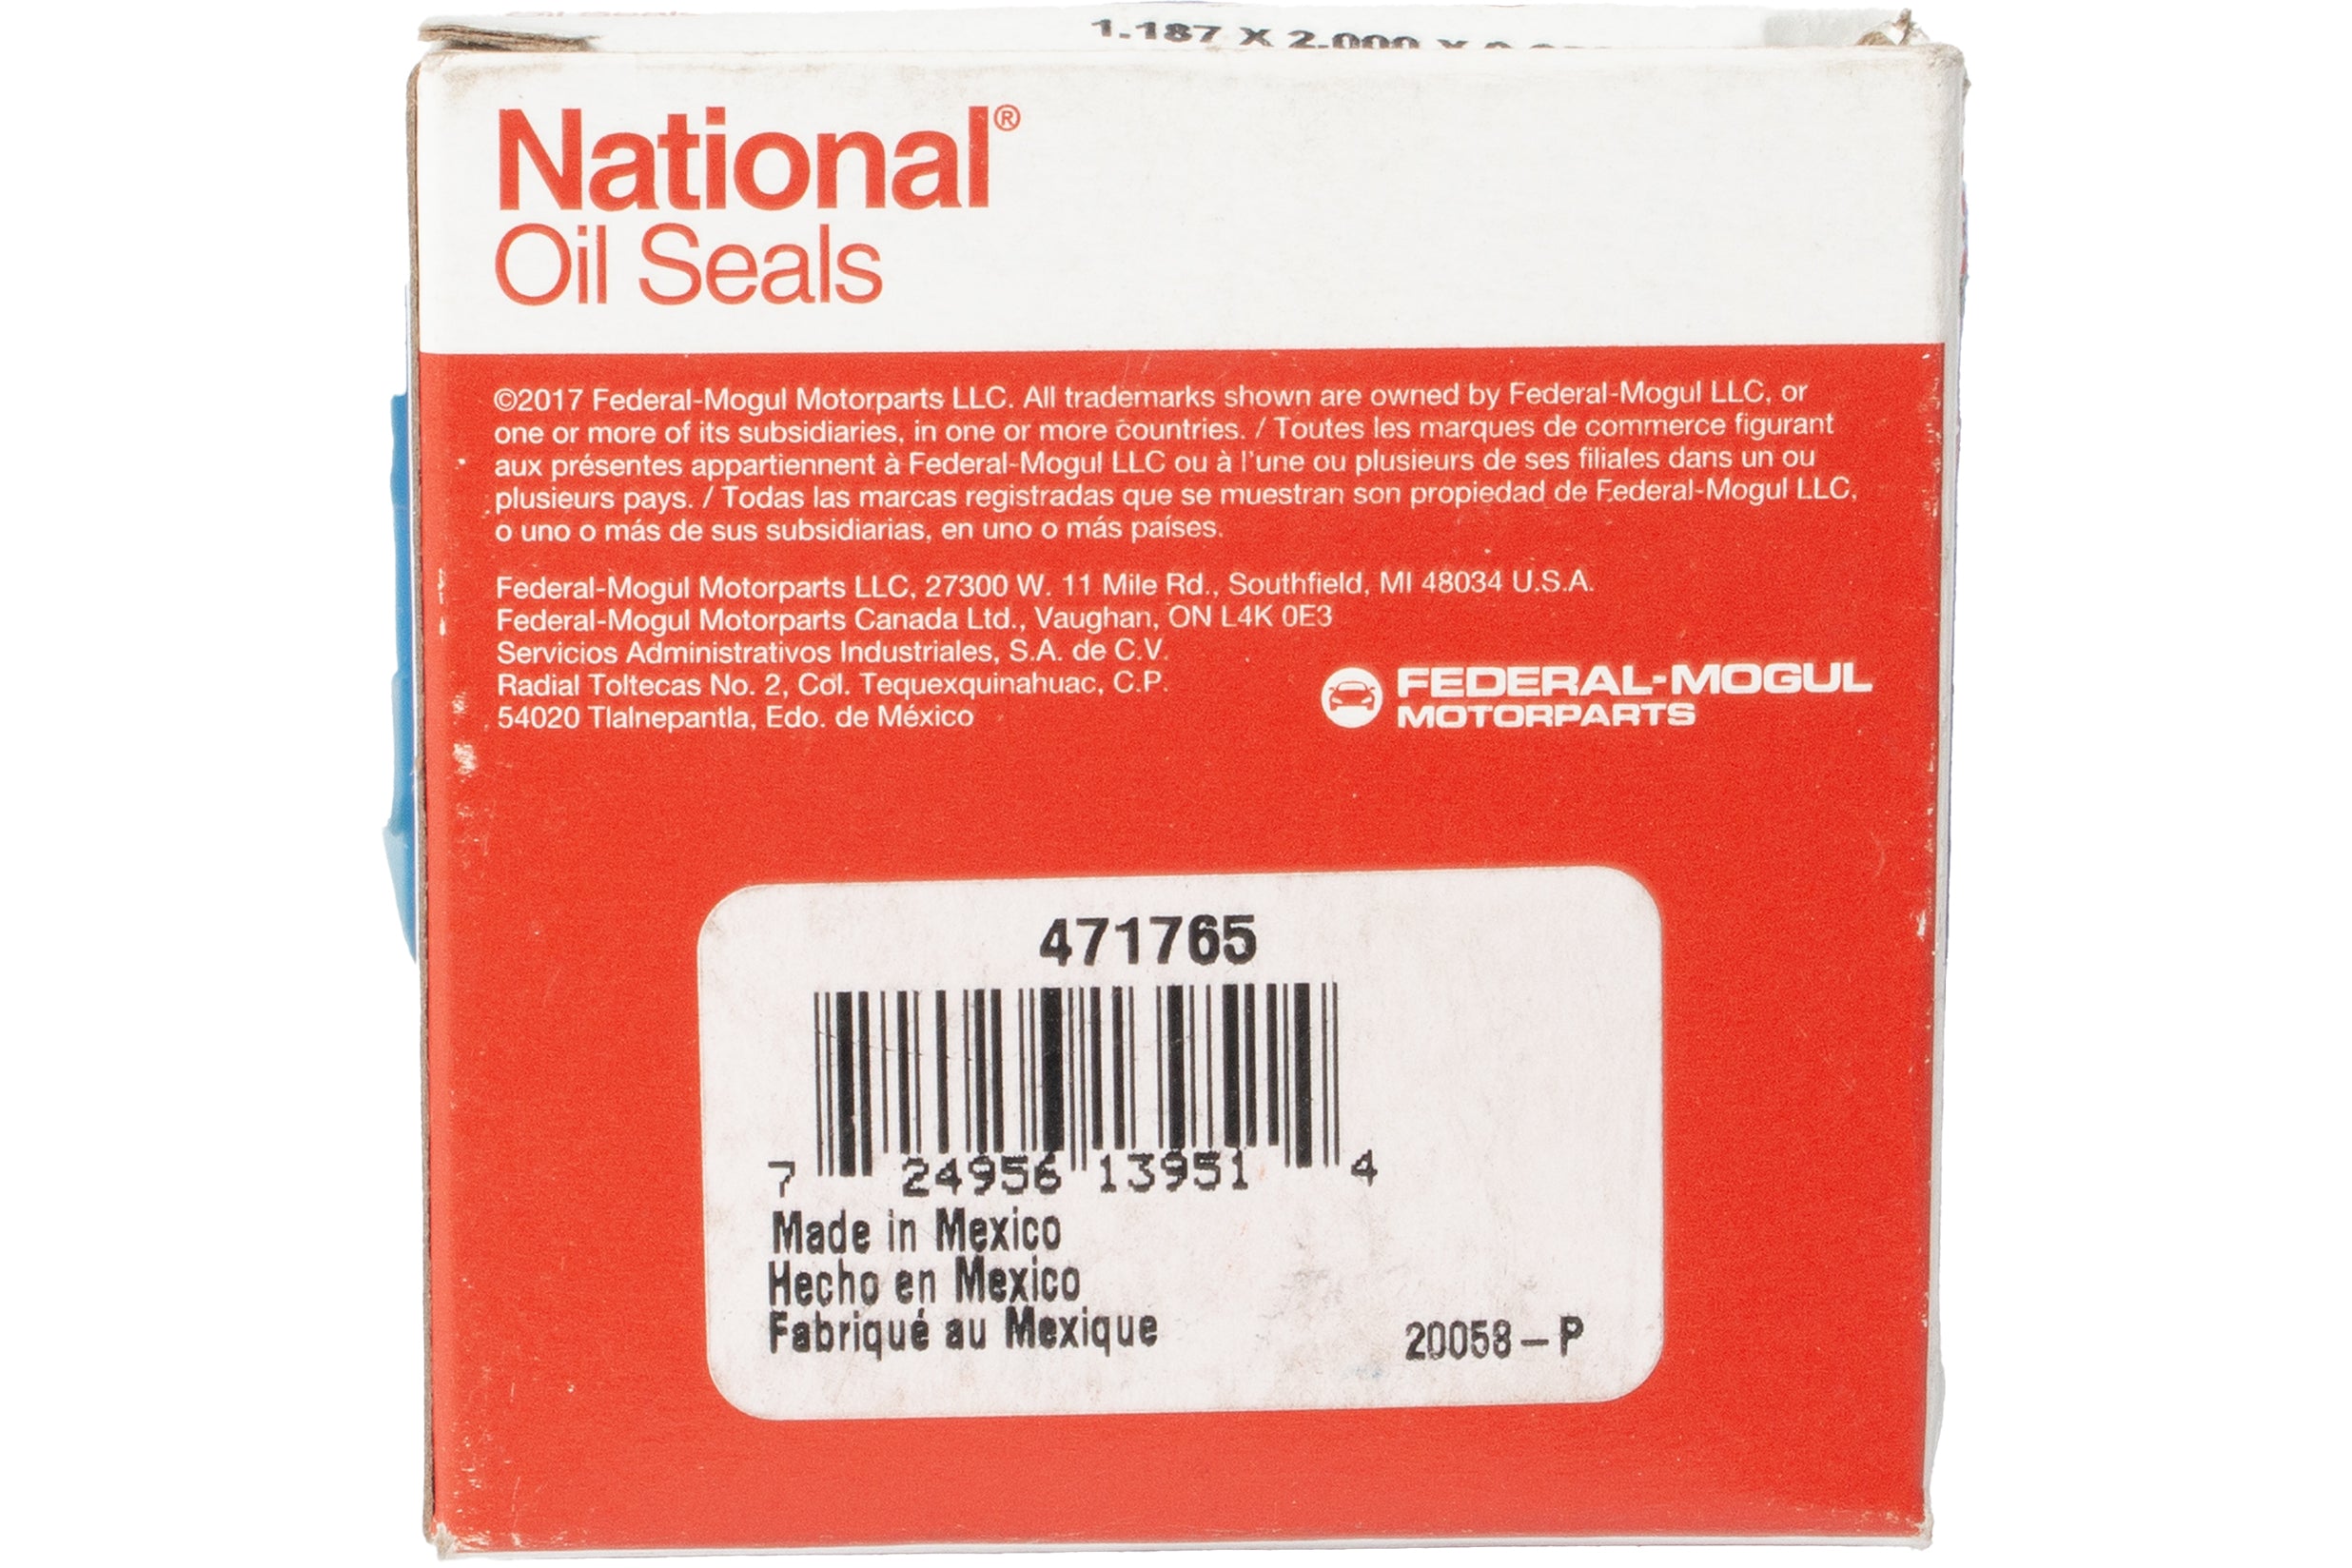 Oil Seals
1.187 X 2.000 X
National®
Oil Seals
©2017 Federal-Mogul Motorparts LLC. All trademarks shown are owned by Federal-Mogul LLC, or
one or more of its subsidiaries, in one or more countries. / Toutes les marques de commerce figurant
aux présentes appartiennent à Federal-Mogul LLC ou à l'une ou plusieurs de ses filiales dans un ou
plusieurs pays. / Todas las marcas registradas que se muestran son propiedad de Federal-Mogul LLC,
o uno o más de sus subsidiarias, en uno o más países.
Federal-Mogul Motorparts LLC, 27300 W. 11 Mile Rd., Southfield, MI 48034 U.S.A.
Federal-Mogul Motorparts Canada Ltd., Vaughan, ON L4K 0E3
Servicios Administrativos Industriales, S.A. de C.V.
Radial Toltecas No. 2, Col. Tequexquinahuac, C.P.
54020 Tlalnepantla, Edo. de México
FEDERAL-MOGUL
MOTORPARTS
471765
7 24956 13951 4
Made in Mexico
Hecho en Mexico
Fabriqué au Mexique
20058-P